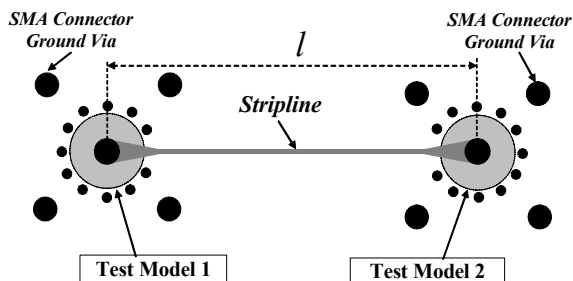 SMA Connector
Ground Via
SMA Connector
Ground Via
l
Stripline
Test Model 1
Test Model 2